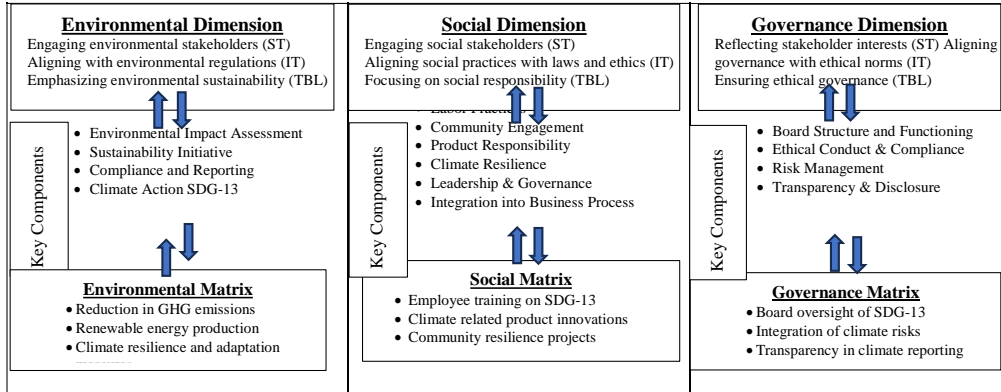 Environmental Dimension
Engaging environmental stakeholders (ST)
Aligning with environmental regulations (IT)
Emphasizing environmental sustainability (TBL)
Key Components
• Environmental Impact Assessment
• Sustainability Initiative
• Compliance and Reporting
• Climate Action SDG-13
Environmental Matrix
• Reduction in GHG emissions
• Renewable energy production
• Climate resilience and adaptation
Social Dimension
Engaging social stakeholders (ST)
Aligning social practices with laws and ethics (IT)
Focusing on social responsibility (TBL)
Key Components
• Labor Practices
• Community Engagement
• Product Responsibility
• Climate Resilience
• Leadership & Governance
• Integration into Business Process
Social Matrix
• Employee training on SDG-13
• Climate related product innovations
• Community resilience projects
Governance Dimension
Reflecting stakeholder interests (ST) Aligning
governance with ethical norms (IT)
Ensuring ethical governance (TBL)
Key Components
• Board Structure and Functioning
• Ethical Conduct & Compliance
• Risk Management
• Transparency & Disclosure
Governance Matrix
• Board oversight of SDG-13
• Integration of climate risks
• Transparency in climate reporting